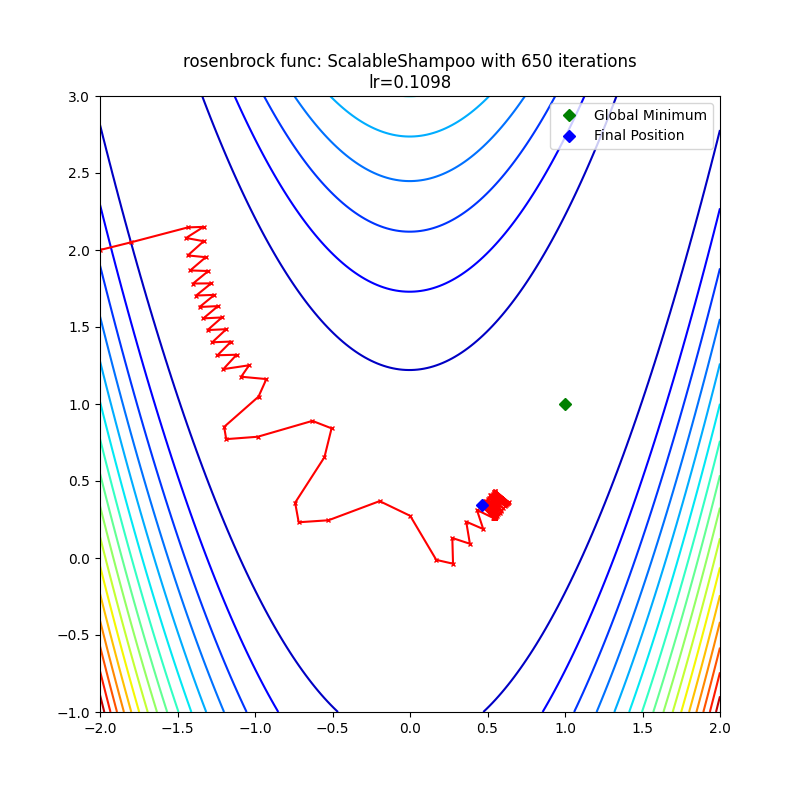 rosenbrock func: ScalableShampoo with 650 iterations
lr=0.1098
Global Minimum
Final Position
3.0
2.5
2.0
1.5
1.0
0.5
0.0
−0.5
−1.0
−2.0 −1.5 −1.0 −0.5 0.0 0.5 1.0 1.5 2.0